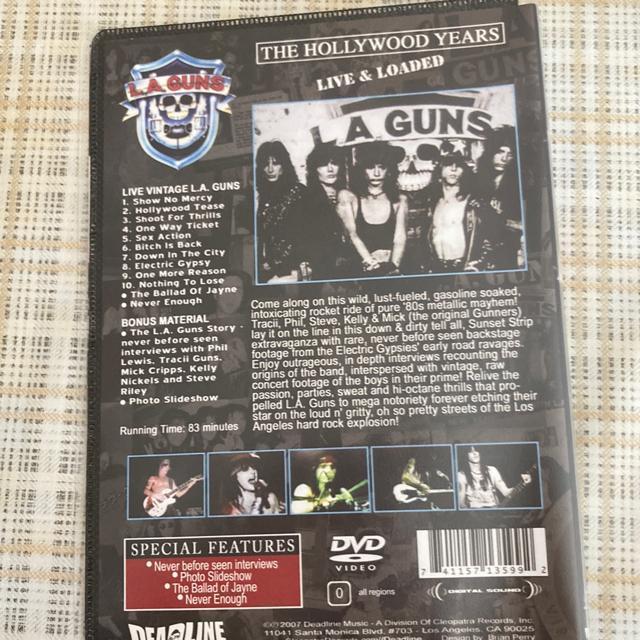 THE HOLLYWOOD YEARS
LIVE & LOADED
L.A. GUNS
L.A. GUNS
LIVE VINTAGE L.A. GUNS
1. Show No Mercy
2. Hollywood Tease
3. Shoot For Thrills
4. One Way Ticket
5. Sex Action
6. Bitch Is Back
7. Down In The City
8. Electric Gypsy
9. One More Reason
10. Nothing To Lose
• The Ballad Of Jayne
• Never Enough
BONUS MATERIAL
• The L.A. Guns Story -
never before seen
interviews with Phil
Lewis, Tracii Guns,
Mick Cripps, Kelly
Nickels and Steve
Riley
• Photo Slideshow
Running Time: 83 minutes
Come along on this wild, lust-fueled, gasoline soaked,
intoxicating rocket ride of pure '80s metallic mayhem!
Tracii, Phil, Steve, Kelly & Mick (the original Gunners)
lay it on the line in this down & dirty tell all, Sunset Strip
extravaganza with rare, never before seen backstage
footage from the Electric Gypsies' early road ravages.
Enjoy outrageous, in depth interviews recounting the
origins of the band, interspersed with vintage, raw
concert footage of the boys in their prime! Relive the
passion, parties, sweat and hi-octane thrills that pro-
pelled L.A. Guns to mega notoriety forever etching their
star on the loud n' gritty, oh so pretty streets of the Los
Angeles hard rock explosion!
SPECIAL FEATURES
• Never before seen interviews
• Photo Slideshow
• The Ballad of Jayne
• Never Enough
DVD
VIDEO
0 all regions
7 41157 13599 2
DIGITAL SOUND
DEADLINE
©℗2007 Deadline Music - A Division Of Cleopatra Records, Inc.
11041 Santa Monica Blvd. #703 - Los Angeles, CA 90025
Design by Brian Perry